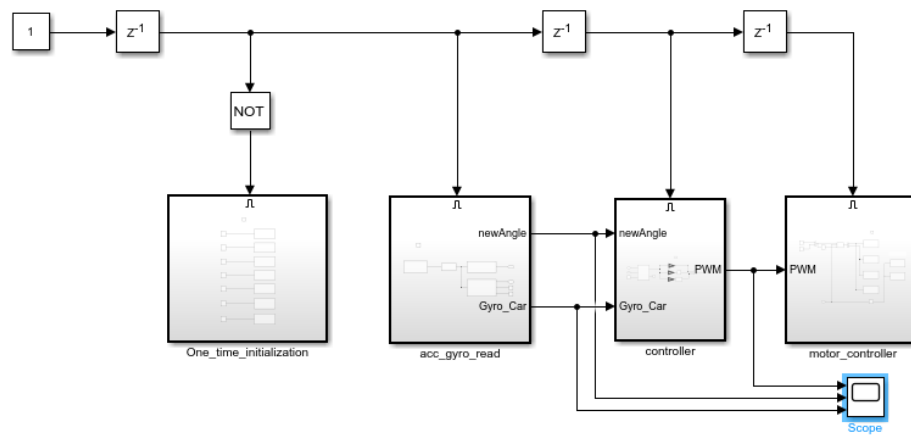 1
z-1
z-1
z-1
NOT
newAngle
Gyro_Car
newAngle
Gyro_Car
PWM
PWM
One_time_initialization
acc_gyro_read
controller
motor_controller
Scope